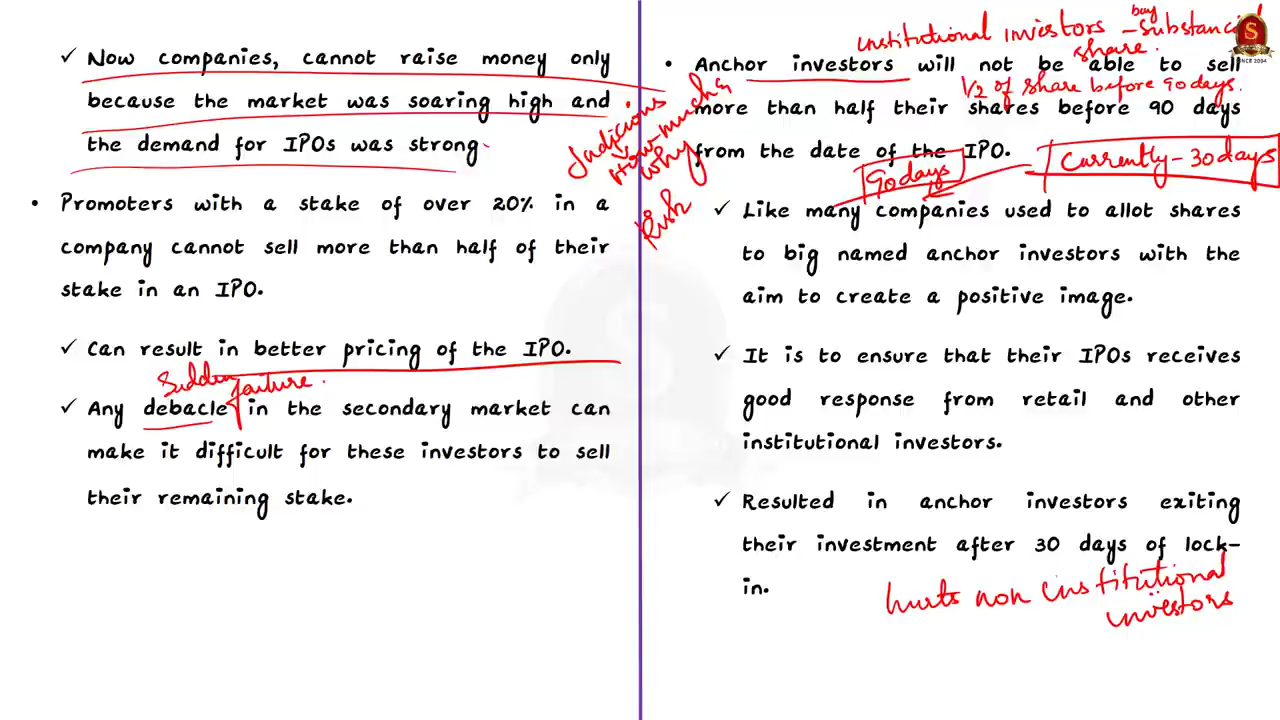 ✓ Now companies, cannot raise money only
because the market was soaring high and
the demand for IPOs was strong.
• Promoters with a stake of over 20% in a
company cannot sell more than half of their
stake in an IPO.
✓ Can result in better pricing of the IPO.
Sudden failure.
✓ Any debacle in the secondary market can
make it difficult for these investors to sell
their remaining stake.
Judicious
How much
why
Risk
institutional investors - buy substancial
share.
• Anchor investors will not be able to sell
1/2 of share before 90 days.
more than half their shares before 90 days
from the date of the IPO.
90 days
Currently - 30 days
✓ Like many companies used to allot shares
to big named anchor investors with the
aim to create a positive image.
✓ It is to ensure that their IPOs receives
good response from retail and other
institutional investors.
✓ Resulted in anchor investors exiting
their investment after 30 days of lock-
in.
hurts non institutional
investors
S
SINCE 2004